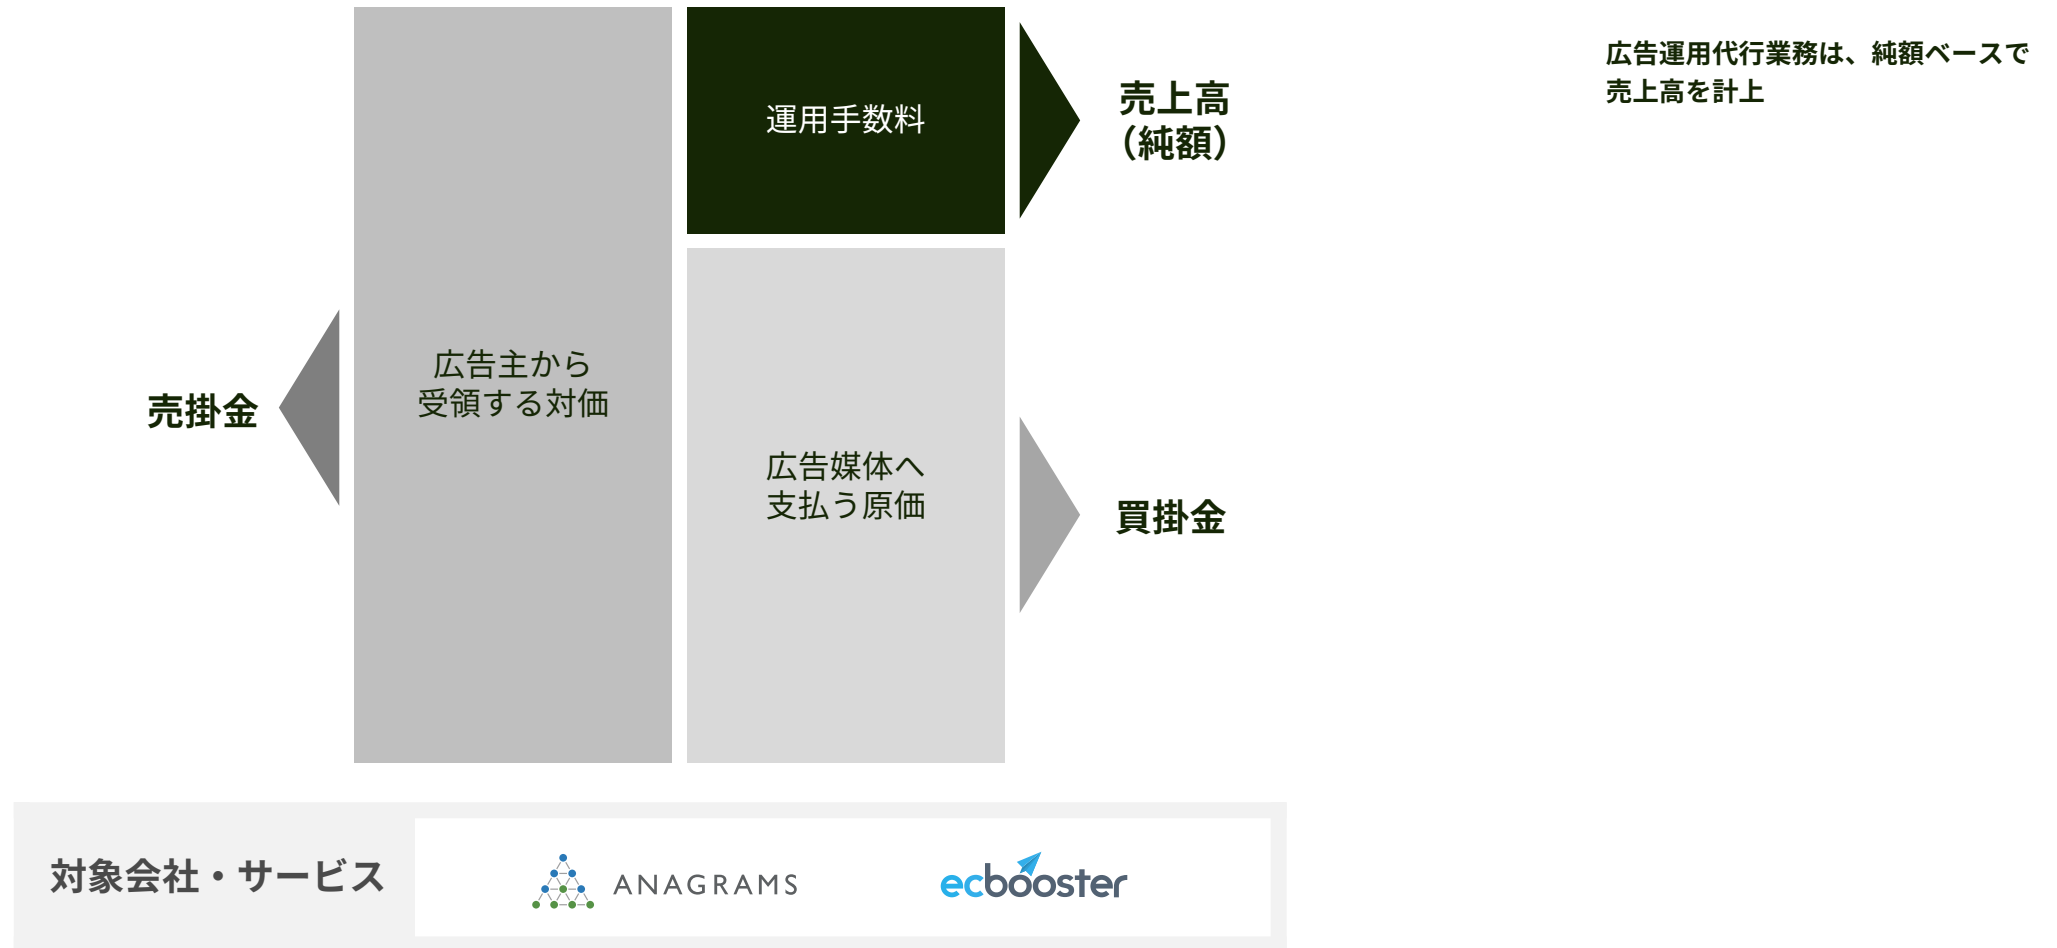 広告運用代行業務は、純額ベースで
売上高を計上
運用手数料
売上高
（純額）
広告主から
受領する対価
売掛金
広告媒体へ
支払う原価
買掛金
対象会社・サービス
ANAGRAMS
ecbooster